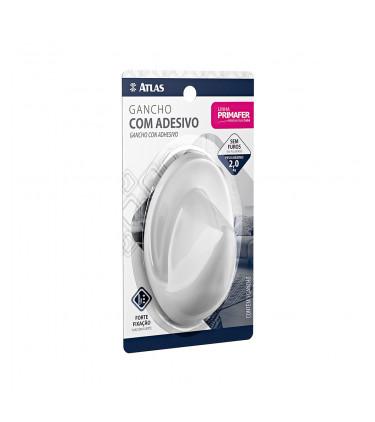 ATLAS
GANCHO
COM ADESIVO
GANCHO CON ADHESIVO
LINHA
PRIMAFER
SEM
FUROS
2,0
FORTE
FIXAÇÃO